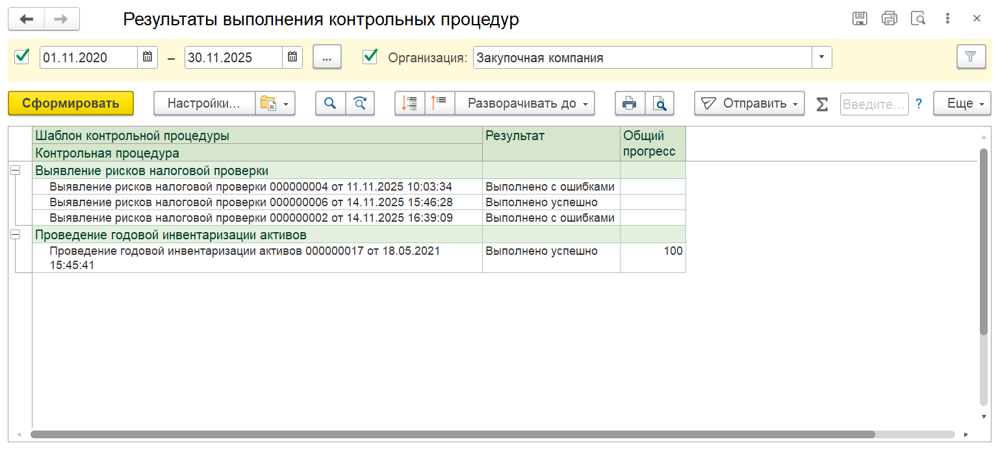 Результаты выполнения контрольных процедур
01.11.2020 – 30.11.2025 ... Организация: Закупочная компания
Сформировать Настройки... Разворачивать до Отправить Σ Введите... ? Еще
Шаблон контрольной процедуры Результат Общий прогресс
Контрольная процедура
Выявление рисков налоговой проверки
Выявление рисков налоговой проверки 000000004 от 11.11.2025 10:03:34 Выполнено с ошибками
Выявление рисков налоговой проверки 000000006 от 14.11.2025 15:46:28 Выполнено успешно
Выявление рисков налоговой проверки 000000002 от 14.11.2025 16:39:09 Выполнено с ошибками
Проведение годовой инвентаризации активов
Проведение годовой инвентаризации активов 000000017 от 18.05.2021 Выполнено успешно 100
15:45:41